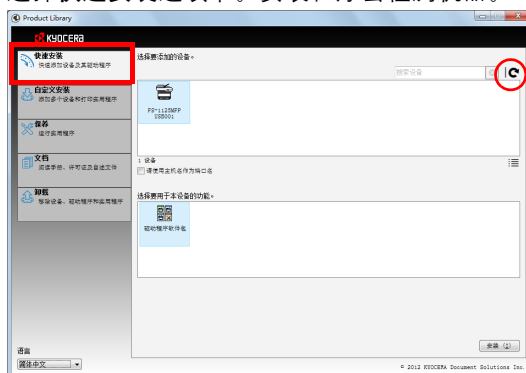 Product Library
KYOCERA
快速安装
快速添加设备及其驱动程序
自定义安装
添加多个设备和打印实用程序
保养
运行实用程序
文档
阅读手册、许可证及自述文件
卸载
移除设备、驱动程序和实用程序
语言
简体中文
选择要添加的设备。
搜索设备
FS-1125MFP
USB001
1 设备
请使用主机名作为端口名
选择要用于本设备的功能。
驱动程序软件包
安装 (I)
© 2012 KYOCERA Document Solutions Inc.